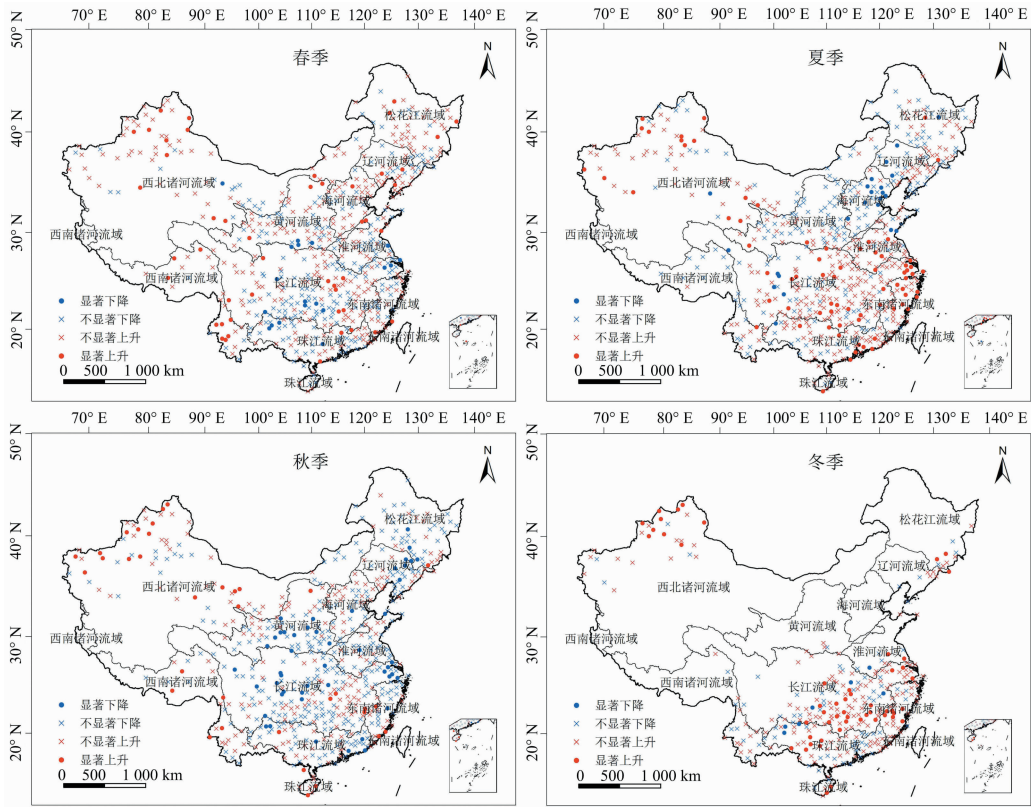 70° E 80° E 90° E 100° E 110° E 120° E 130° E
50° N
40° N
30° N
20° N
春季
N
松花江流域
辽河流域
西北诸河流域
海河流域
黄河流域
西南诸河流域
淮河流域
西南诸河流域
长江流域
东南诸河流域
珠江流域
东南诸河流域
珠江流域
显著下降
不显著下降
不显著上升
显著上升
0 500 1 000 km
70° E 80° E 90° E 100° E 110° E 120° E 130° E
50° N
40° N
30° N
20° N
夏季
N
松花江流域
辽河流域
西北诸河流域
海河流域
黄河流域
西南诸河流域
淮河流域
西南诸河流域
长江流域
东南诸河流域
珠江流域
东南诸河流域
珠江流域
显著下降
不显著下降
不显著上升
显著上升
0 500 1 000 km
70° E 80° E 90° E 100° E 110° E 120° E 130° E
50° N
40° N
30° N
20° N
秋季
N
松花江流域
辽河流域
西北诸河流域
海河流域
黄河流域
西南诸河流域
淮河流域
西南诸河流域
长江流域
东南诸河流域
珠江流域
东南诸河流域
珠江流域
显著下降
不显著下降
不显著上升
显著上升
0 500 1 000 km
70° E 80° E 90° E 100° E 110° E 120° E 130° E
50° N
40° N
30° N
20° N
冬季
N
松花江流域
辽河流域
西北诸河流域
海河流域
黄河流域
西南诸河流域
淮河流域
西南诸河流域
长江流域
东南诸河流域
珠江流域
东南诸河流域
珠江流域
显著下降
不显著下降
不显著上升
显著上升
0 500 1 000 km